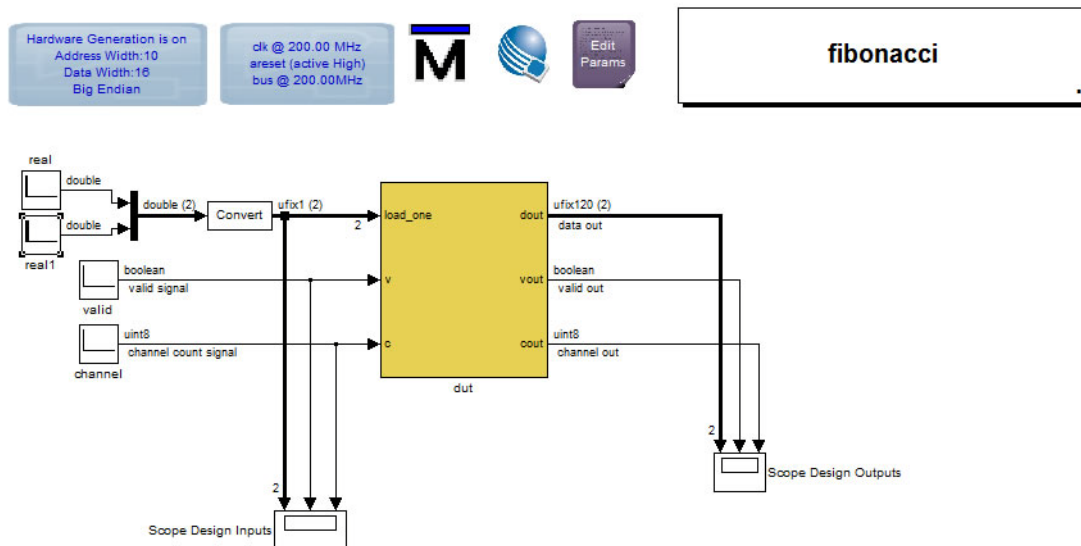 Hardware Generation is on
Address Width:10
Data Width:16
Big Endian
clk @ 200.00 MHz
areset (active High)
bus @ 200.00MHz
M
Edit
Params
fibonacci
.
real
double
double
real1
double (2)
Convert
ufix1 (2)
2
load_one
dout
ufix120 (2)
data out
boolean
valid signal
valid
v
vout
boolean
valid out
uint8
channel count signal
channel
c
cout
uint8
channel out
dut
2
Scope Design Outputs
2
Scope Design Inputs